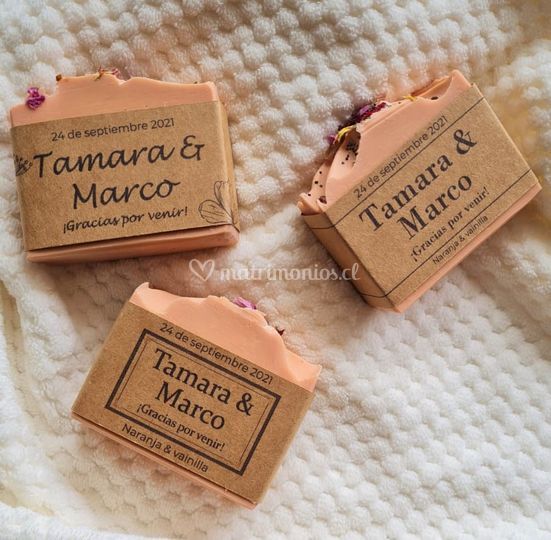 24 de septiembre 2021
Tamara &
Marco
¡Gracias por venir!
24 de septiembre 2021
Tamara &
Marco
¡Gracias por venir!
Naranja & vainilla
matrimonios.cl
24 de septiembre 2021
Tamara &
Marco
¡Gracias por venir!
Naranja & vainilla